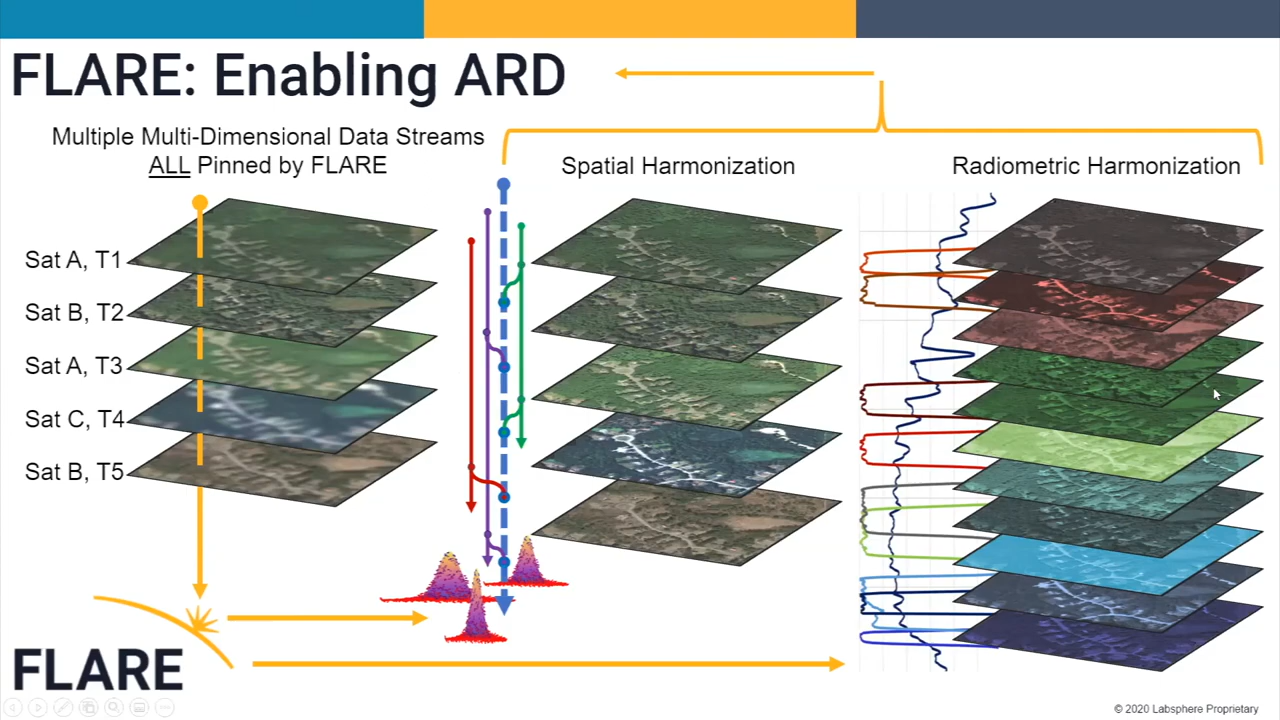 FLARE: Enabling ARD
Multiple Multi-Dimensional Data Streams
ALL Pinned by FLARE
Spatial Harmonization
Radiometric Harmonization
Sat A, T1
Sat B, T2
Sat A, T3
Sat C, T4
Sat B, T5
FLARE
© 2020 Labsphere Proprietary